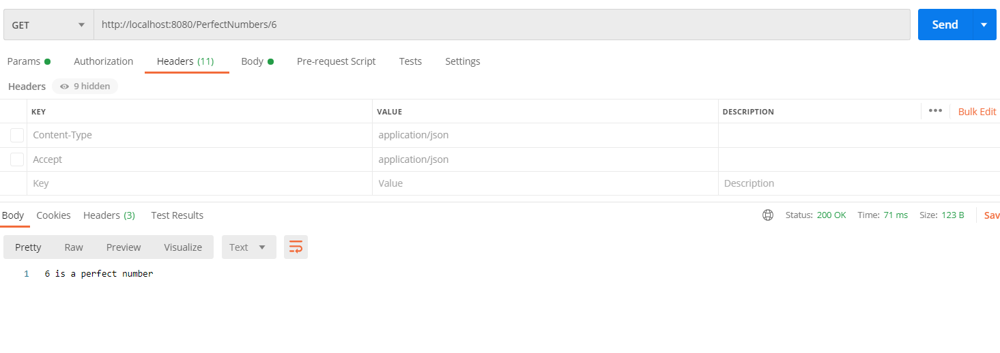 GET http://localhost:8080/PerfectNumbers/6 Send
Params Authorization Headers (11) Body Pre-request Script Tests Settings
Headers 9 hidden
KEY VALUE DESCRIPTION ••• Bulk Edit
Content-Type application/json
Accept application/json
Key Value Description
Body Cookies Headers (3) Test Results Status: 200 OK Time: 71 ms Size: 123 B Sav
Pretty Raw Preview Visualize Text
1 6 is a perfect number